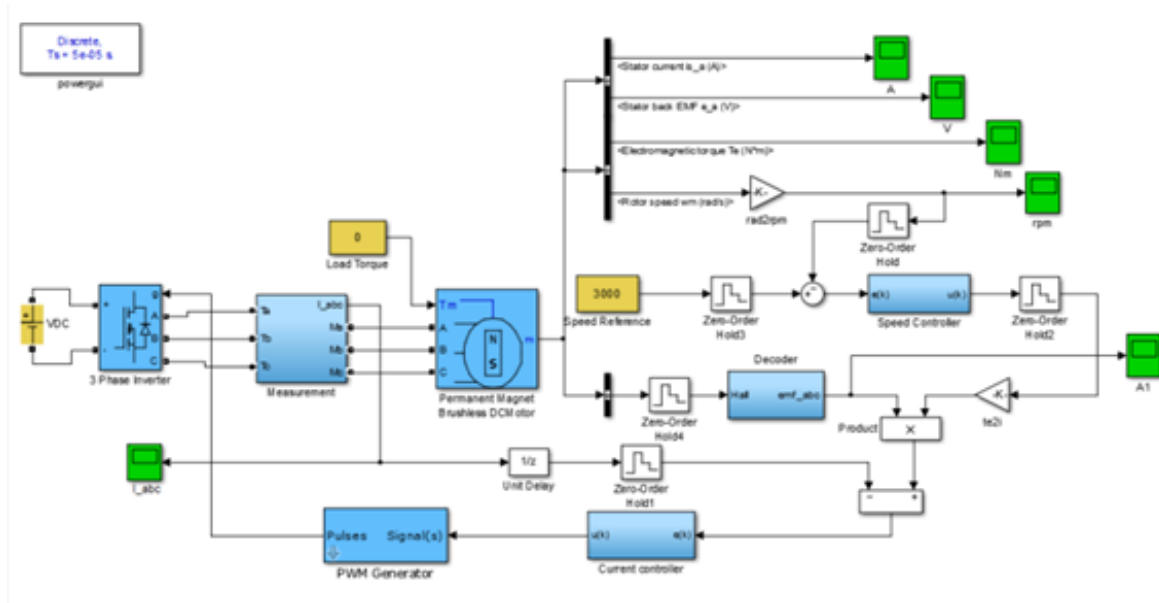 Discrete,
Ts = 5e-05 s
powergui
<Stator current is_a (A)>
A
<Stator back EMF e_a (V)>
V
<Electromagnetic torque Te (N*m)>
Nm
<Rotor speed wm (rad/s)>
-K-
rad2rpm
rpm
Zero-Order
Hold
0
Load Torque
3000
Speed Reference
Zero-Order
Hold3
+
-
e(k)
u(k)
Speed Controller
Zero-Order
Hold2
+
VDC
+
-
g
A
B
C
3 Phase Inverter
Ta
Tb
Tc
I_abc
Ma
Mb
Mc
Measurement
Tm
A
B
C
N
S
m
Permanent Magnet
Brushless DCMotor
Zero-Order
Hold4
Decoder
Hall
emf_abc
-K-
te2i
A1
Product
×
I_abc
1/z
Unit Delay
Zero-Order
Hold1
-
+
Pulses
Signal(s)
PWM Generator
u(k)
e(k)
Current controller